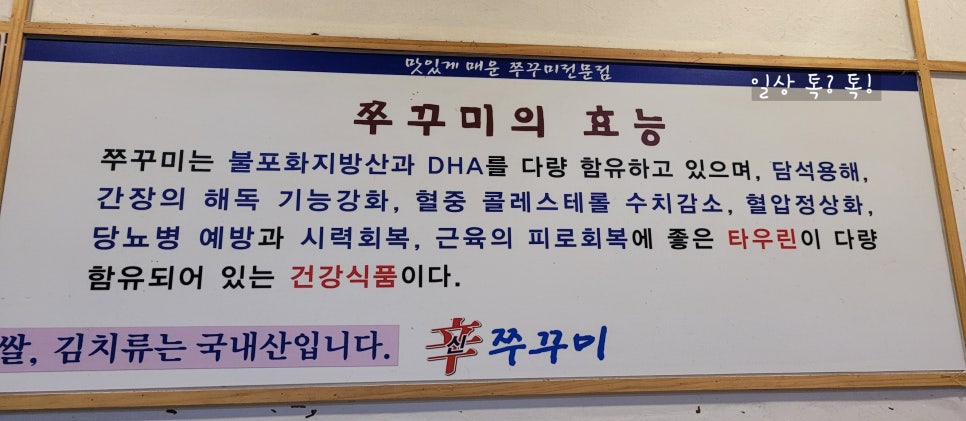 맛있게 매운 쭈꾸미전문점
일상 톡? 톡!
쭈꾸미의 효능
쭈꾸미는 불포화지방산과 DHA를 다량 함유하고 있으며, 담석용해,
간장의 해독 기능강화, 혈중 콜레스테롤 수치감소, 혈압정상화,
당뇨병 예방과 시력회복, 근육의 피로회복에 좋은 타우린이 다량
함유되어 있는 건강식품이다.
쌀, 김치류는 국내산입니다.
辛 신 쭈꾸미